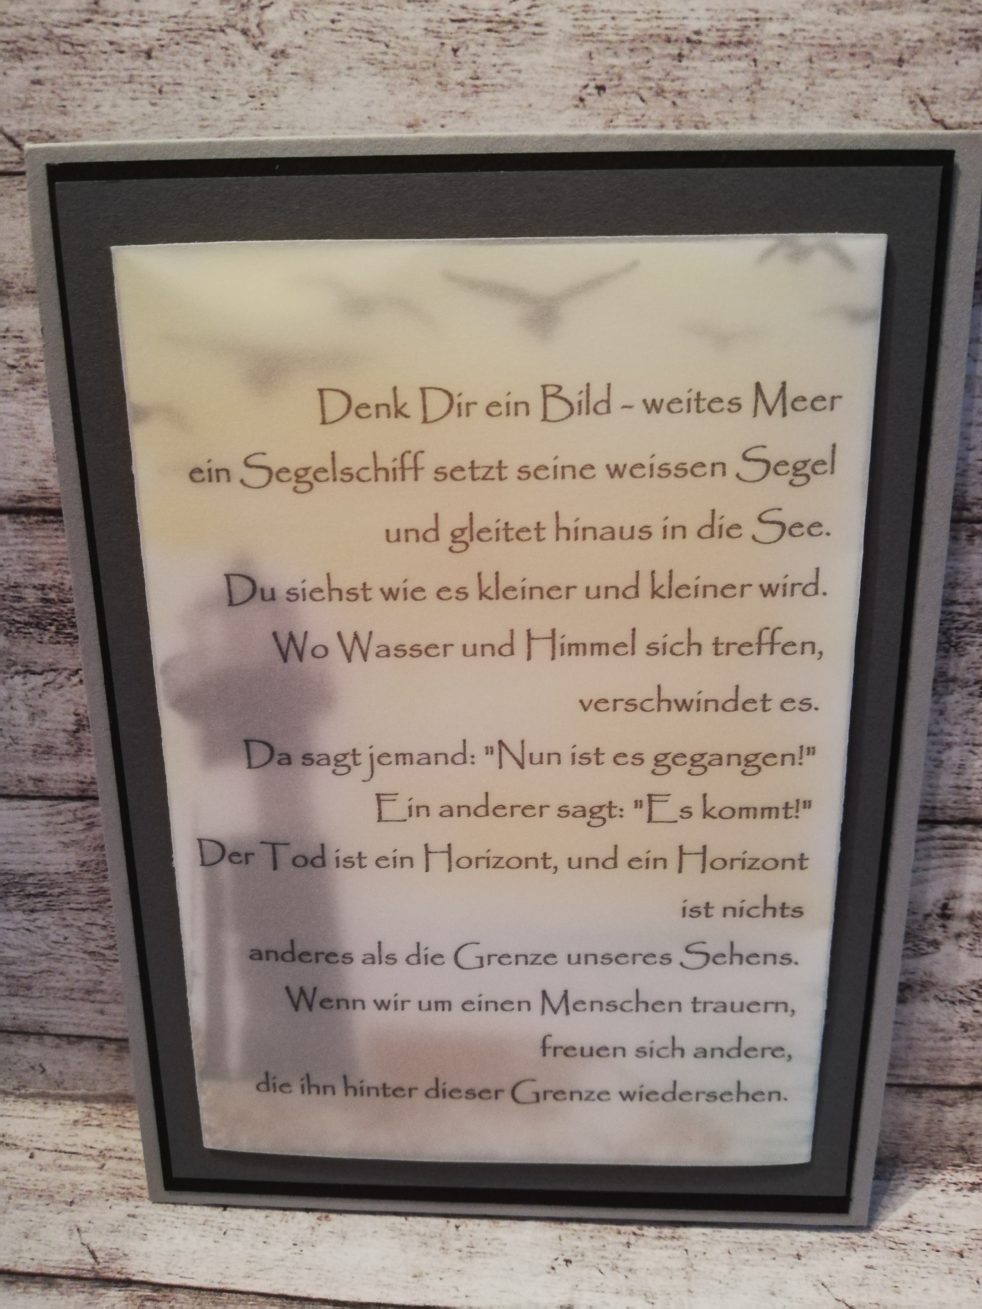 Denk Dir ein Bild - weites Meer
ein Segelschiff setzt seine weissen Segel
und gleitet hinaus in die See.
Du siehst wie es kleiner und kleiner wird.
Wo Wasser und Himmel sich treffen,
verschwindet es.
Da sagt jemand: "Nun ist es gegangen!"
Ein anderer sagt: "Es kommt!"
Der Tod ist ein Horizont, und ein Horizont
ist nichts
anderes als die Grenze unseres Sehens.
Wenn wir um einen Menschen trauern,
freuen sich andere,
die ihn hinter dieser Grenze wiedersehen.